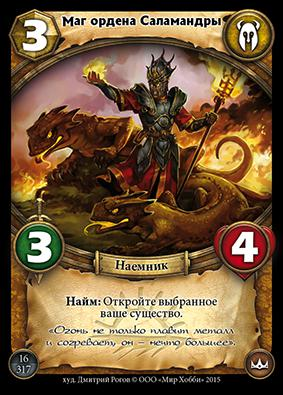 3
Маг ордена Саламандры
3
Наемник
4
Найм: Откройте выбранное
ваше существо.
«Огонь не только плавит металл
и согревает, он – нечто большее».
16
317
худ. Дмитрий Рогов © ООО «Мир Хобби» 2015